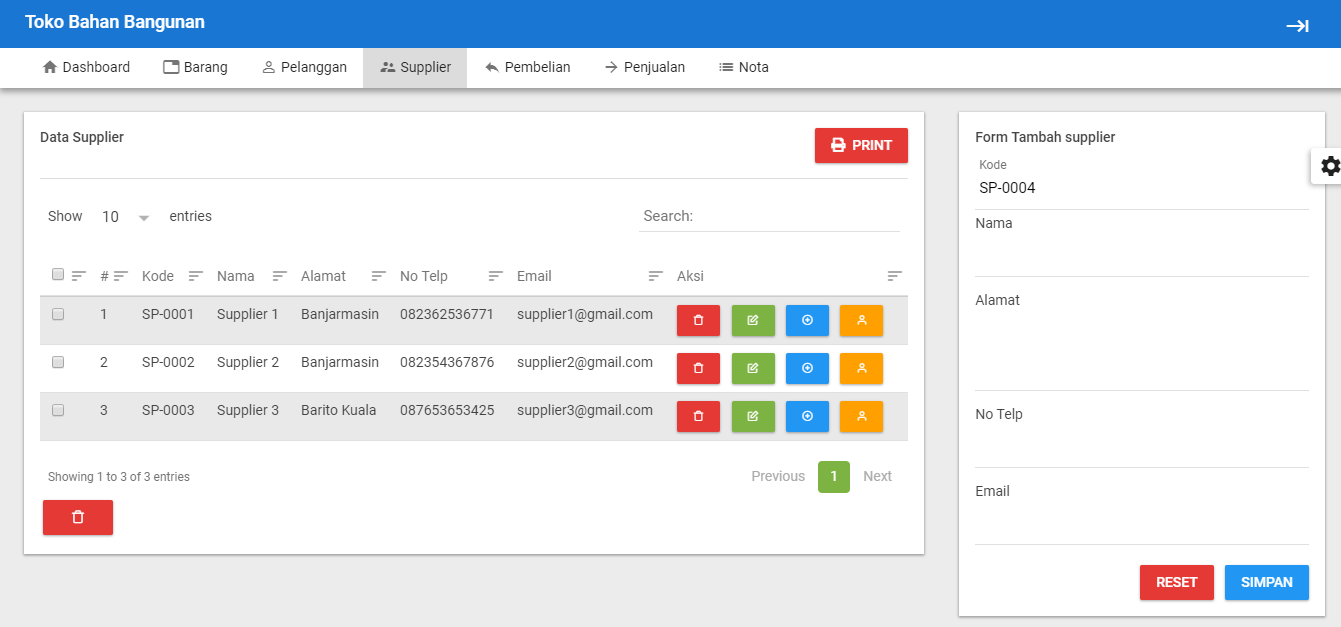 Toko Bahan Bangunan
Dashboard Barang Pelanggan Supplier Pembelian Penjualan Nota
Data Supplier
PRINT
Show 10 entries
Search:
# Kode Nama Alamat No Telp Email Aksi
1 SP-0001 Supplier 1 Banjarmasin 082362536771 supplier1@gmail.com
2 SP-0002 Supplier 2 Banjarmasin 082354367876 supplier2@gmail.com
3 SP-0003 Supplier 3 Barito Kuala 087653653425 supplier3@gmail.com
Showing 1 to 3 of 3 entries
Previous 1 Next
Form Tambah supplier
Kode
SP-0004
Nama
Alamat
No Telp
Email
RESET SIMPAN